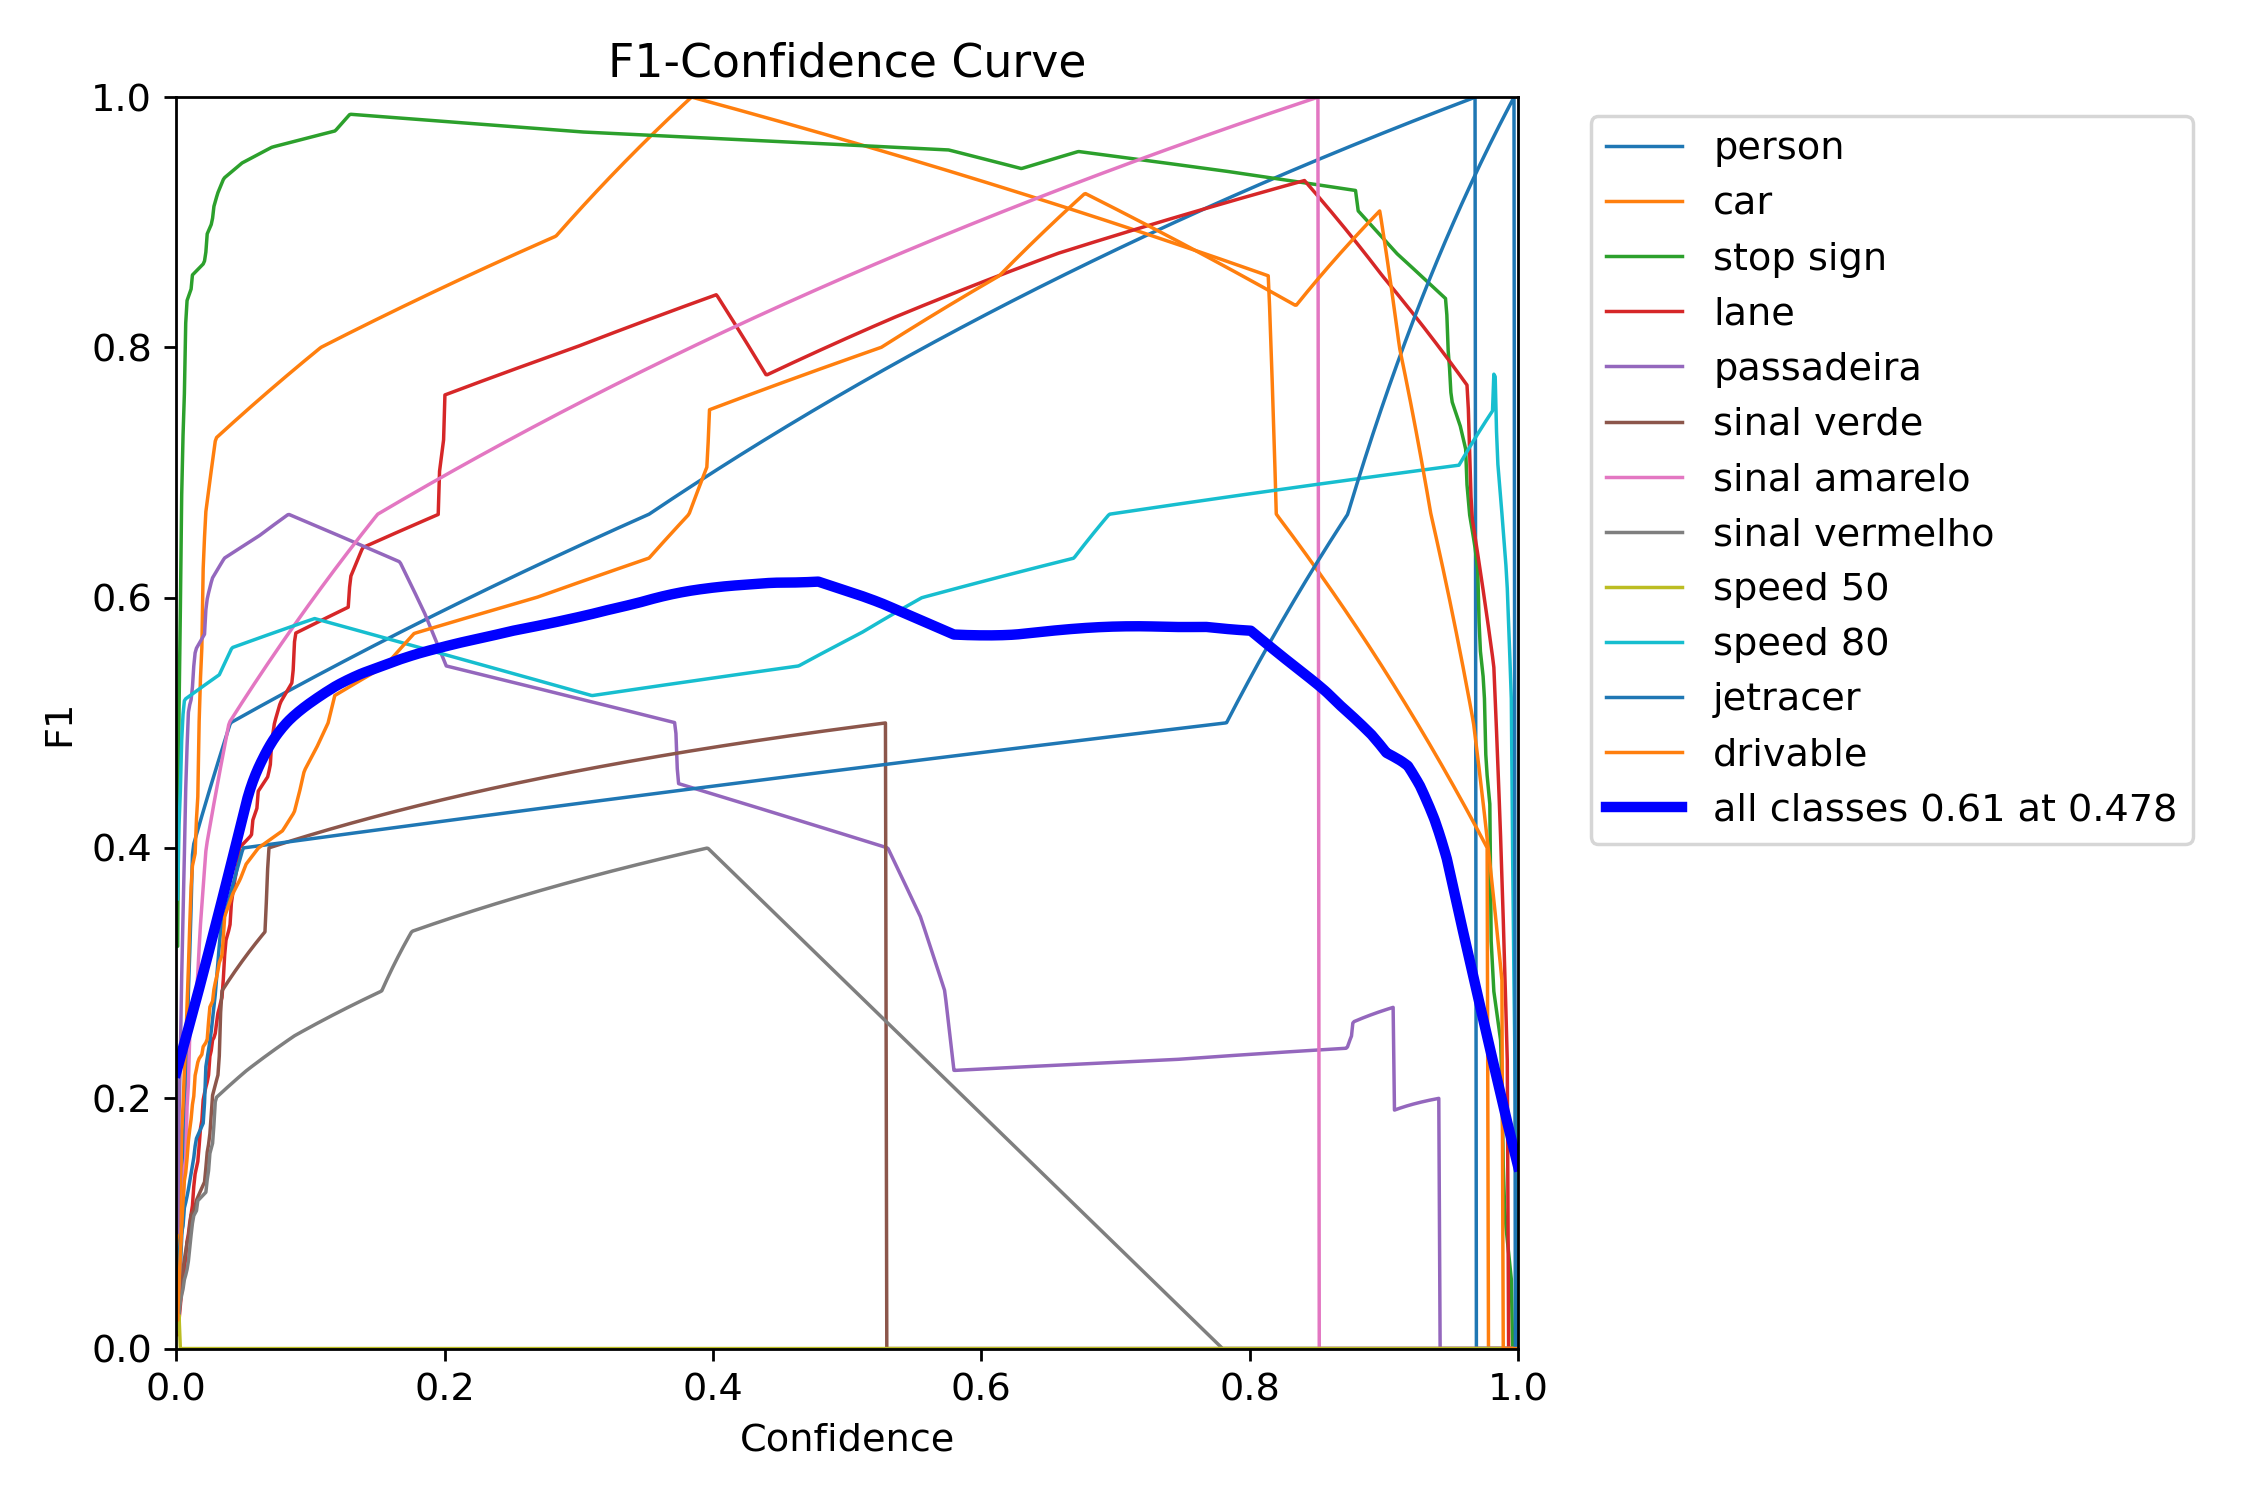 F1-Confidence Curve
1.0
0.8
0.6
0.4
0.2
0.0
F1
0.0 0.2 0.4 0.6 0.8 1.0
Confidence
person
car
stop sign
lane
passadeira
sinal verde
sinal amarelo
sinal vermelho
speed 50
speed 80
jetracer
drivable
all classes 0.61 at 0.478